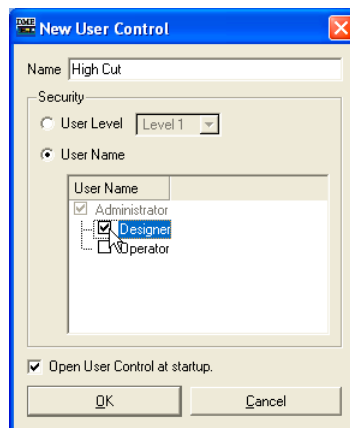 DME New User Control
Name High Cut
Security
User Level Level 1
User Name
User Name
Administrator
Designer
Operator
Open User Control at startup.
OK Cancel